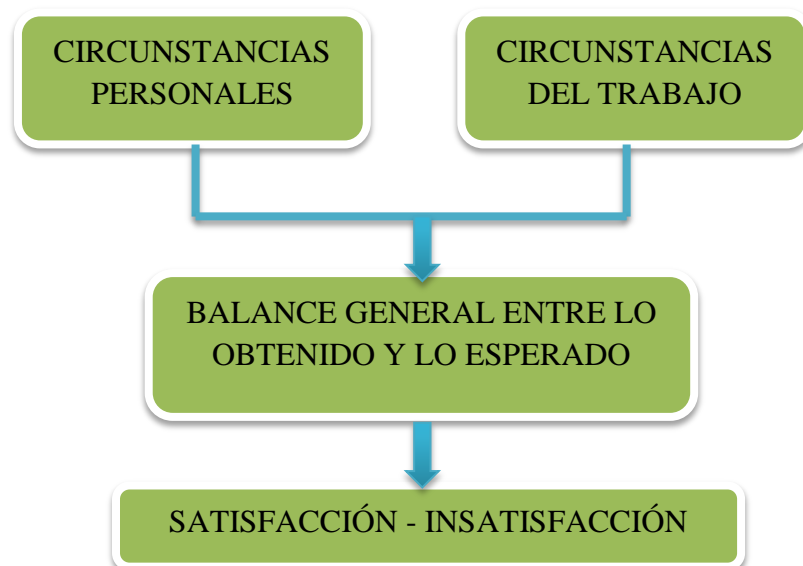 CIRCUNSTANCIAS
PERSONALES
CIRCUNSTANCIAS
DEL TRABAJO
BALANCE GENERAL ENTRE LO
OBTENIDO Y LO ESPERADO
SATISFACCIÓN - INSATISFACCIÓN